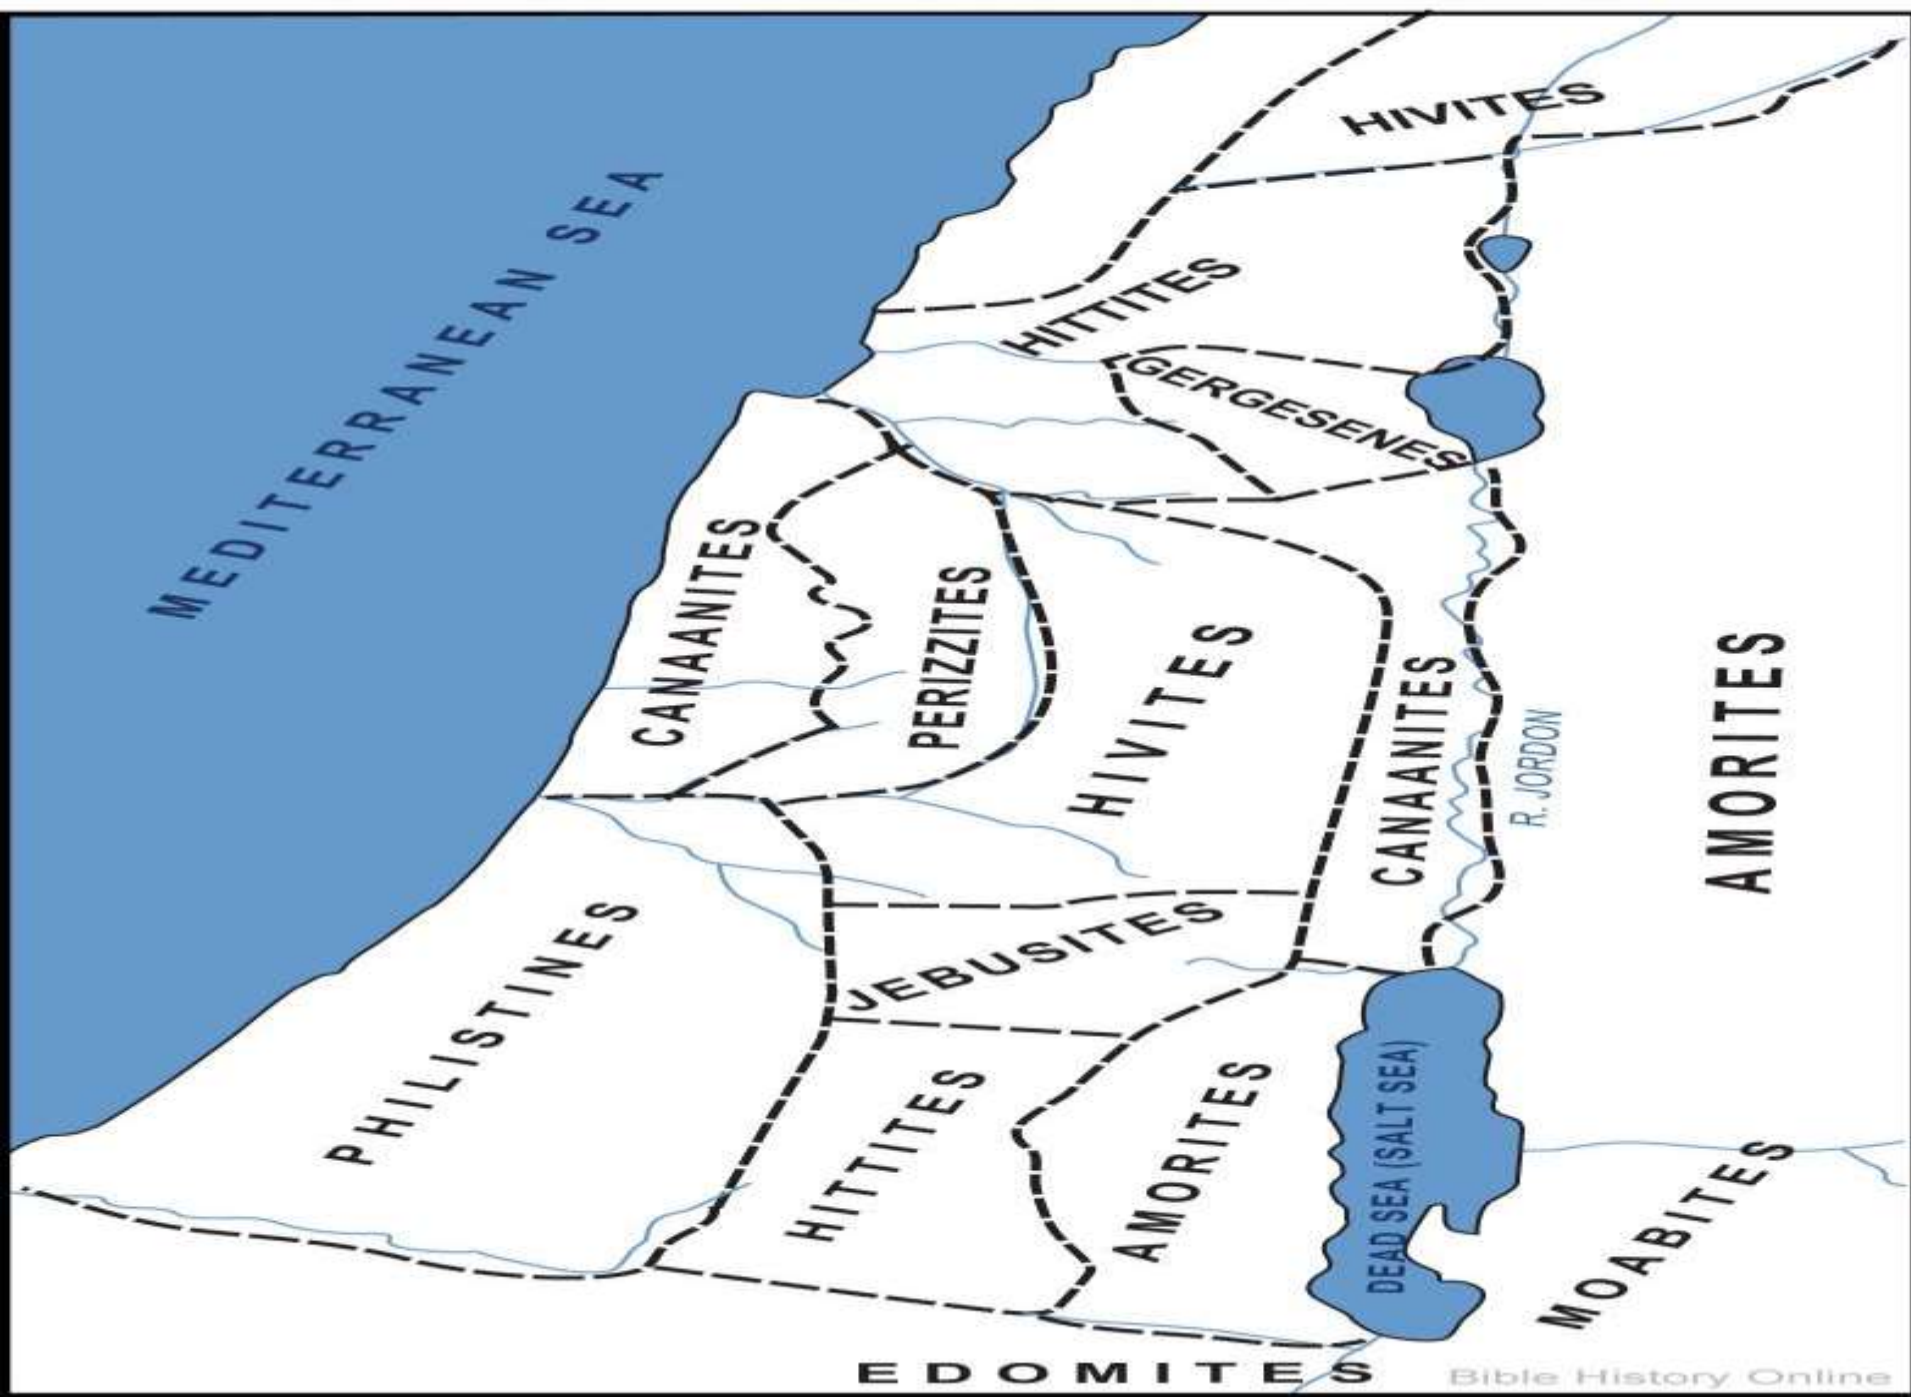 HIVITES
MEDITERRANEAN SEA
HITTITES
GERGESENES
CANAANITES
PERIZZITES
HIVITES
CANAANITES
R. JORDON
AMORITES
PHILISTINES
JEBUSITES
HITTITES
AMORITES
DEAD SEA (SALT SEA)
MOABITES
EDOMITES
Bible History Online